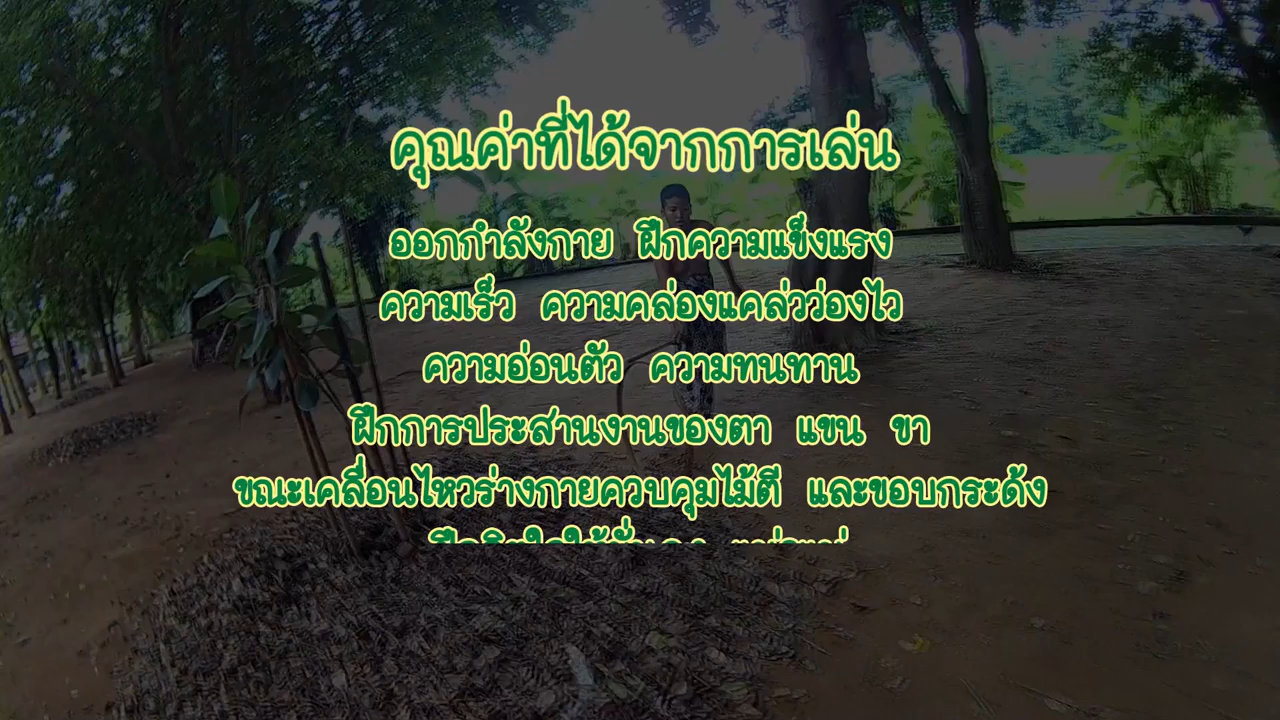 คุณค่าที่ได้จากการเล่น
ออกกำลังกาย ฝึกความแข็งแรง
ความเร็ว ความคล่องแคล่วว่องไว
ความอ่อนตัว ความทนทาน
ฝึกการประสานงานของตา แขน ขา
ขณะเคลื่อนไหวร่างกายควบคุมไม้ตี และขอบกระด้ง